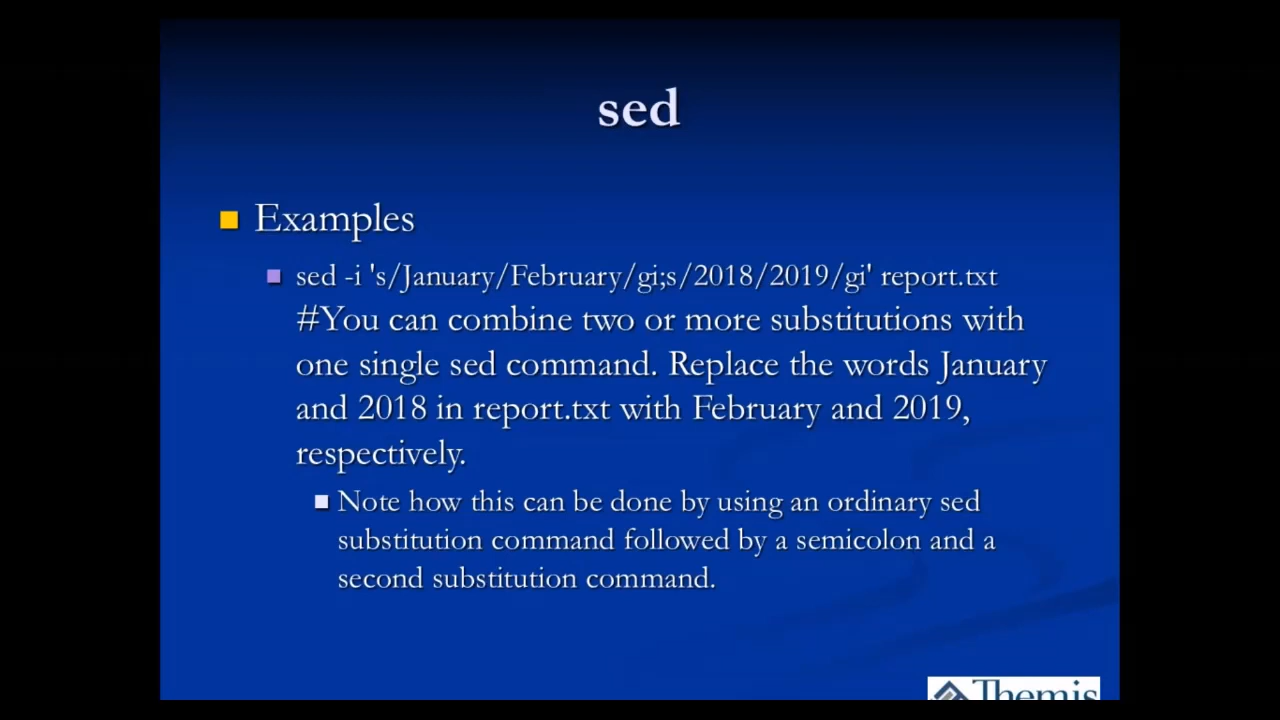 sed
Examples
sed -i 's/January/February/gi;s/2018/2019/gi' report.txt
#You can combine two or more substitutions with
one single sed command. Replace the words January
and 2018 in report.txt with February and 2019,
respectively.
Note how this can be done by using an ordinary sed
substitution command followed by a semicolon and a
second substitution command.
Themis